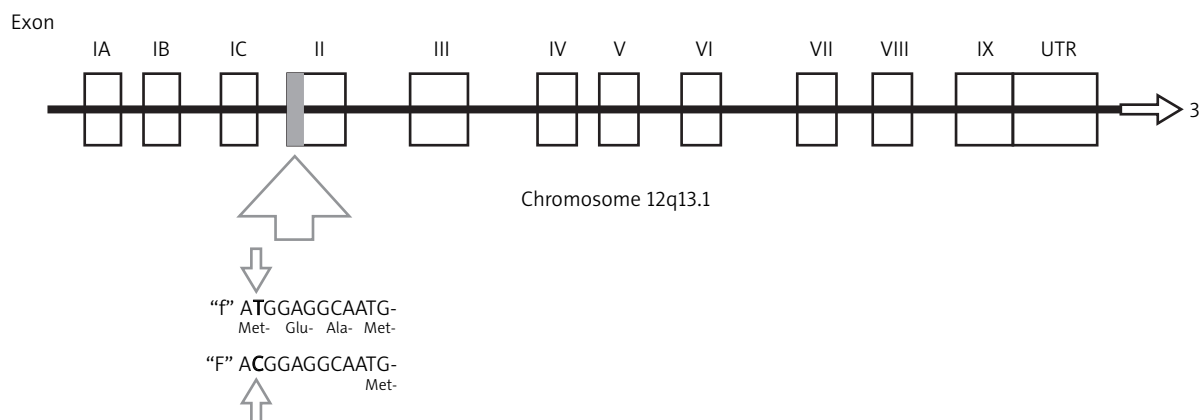 Exon
IA IB IC II III IV V VI VII VIII IX UTR
3
Chromosome 12q13.1
“f” ATGGAGGCAATG-
Met- Glu- Ala- Met-
“F” ACGGAGGCAATG-
Met-